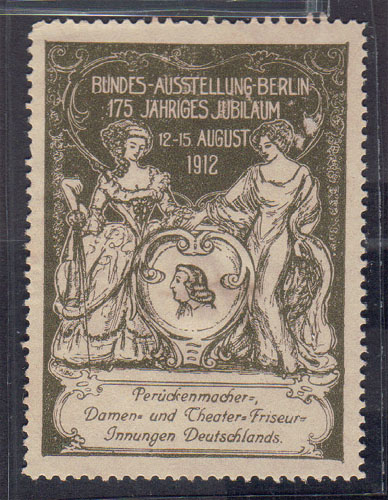 BUNDES-AUSSTELLUNG-BERLIN
175 JÄHRIGES JUBILÄUM
12-15. AUGUST
1912
Perückenmacher-,
Damen- und Theater-Friseur-
Innungen Deutschlands.